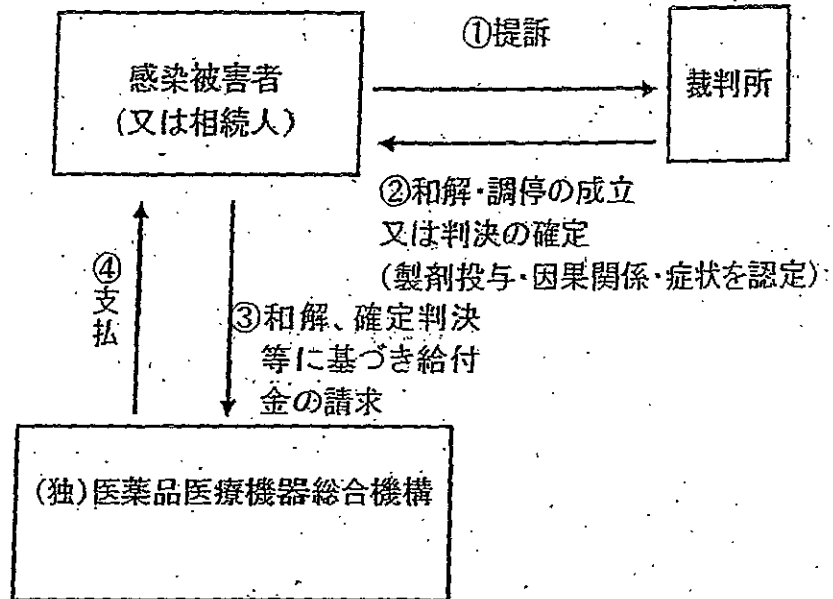 ①提訴
感染被害者
(又は相続人)
裁判所
②和解・調停の成立
又は判決の確定
(製剤投与・因果関係・症状を認定)
④支払
③和解、確定判決
等に基づき給付
金の請求
(独)医薬品医療機器総合機構